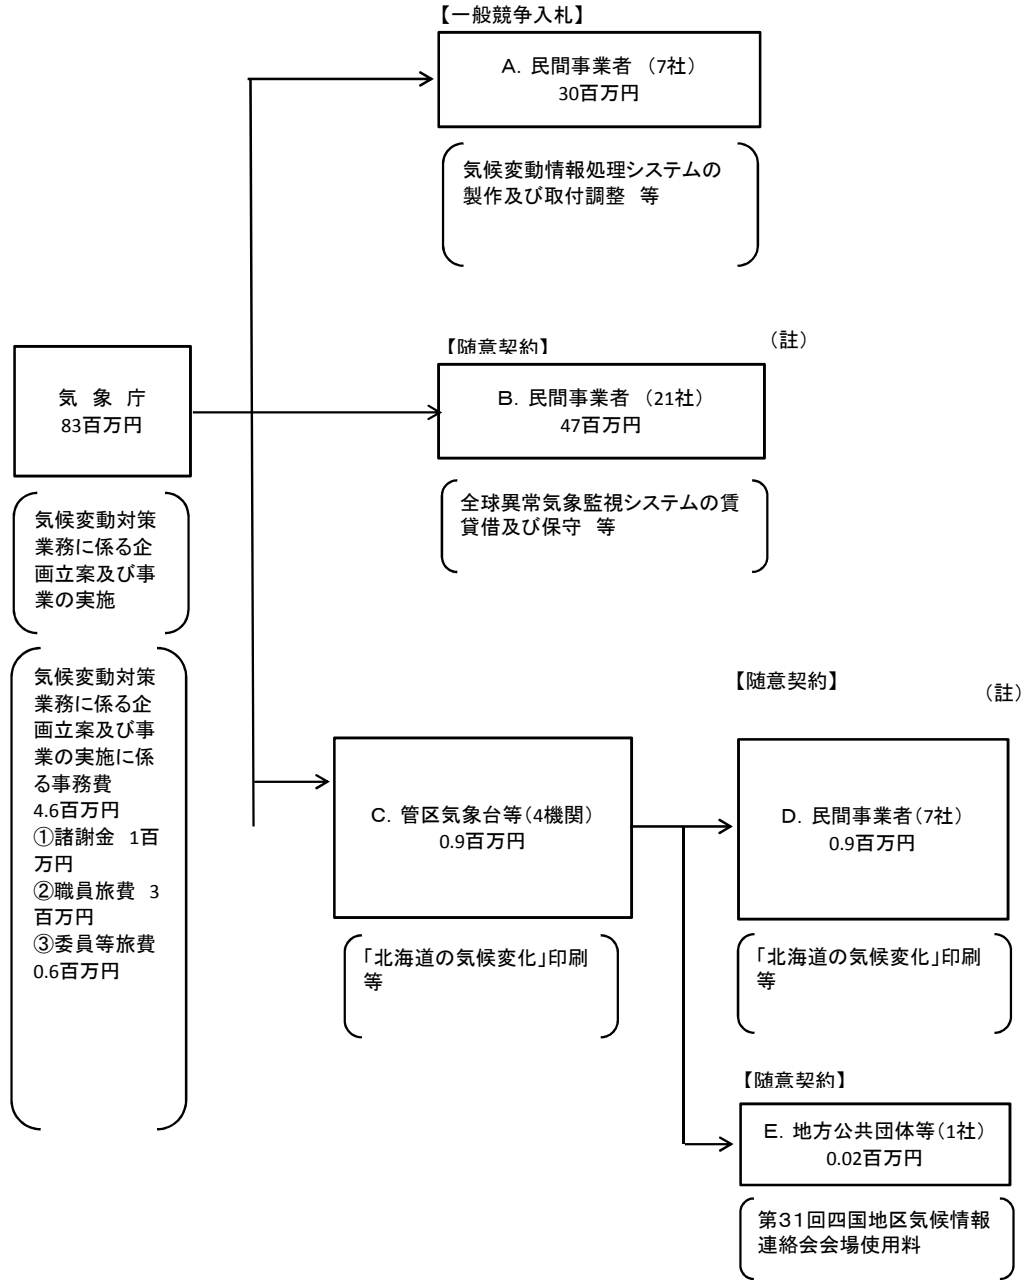 【一般競争入札】
A．民間事業者　（7社）
30百万円
気候変動情報処理システムの
製作及び取付調整　等
【随意契約】
（註）
気　象　庁
83百万円
B．民間事業者　（21社）
47百万円
全球異常気象監視システムの賃
貸借及び保守　等
気候変動対策
業務に係る企
画立案及び事
業の実施
気候変動対策
業務に係る企
画立案及び事
業の実施に係
る事務費
4.6百万円
①諸謝金　1百
万円
②職員旅費　3
百万円
③委員等旅費
0.6百万円
【随意契約】
（註）
C．管区気象台等（4機関）
0.9百万円
D．民間事業者（7社）
0.9百万円
「北海道の気候変化」印刷
等
「北海道の気候変化」印刷
等
【随意契約】
E．地方公共団体等（1社）
0.02百万円
第３１回四国地区気候情報
連絡会会場使用料